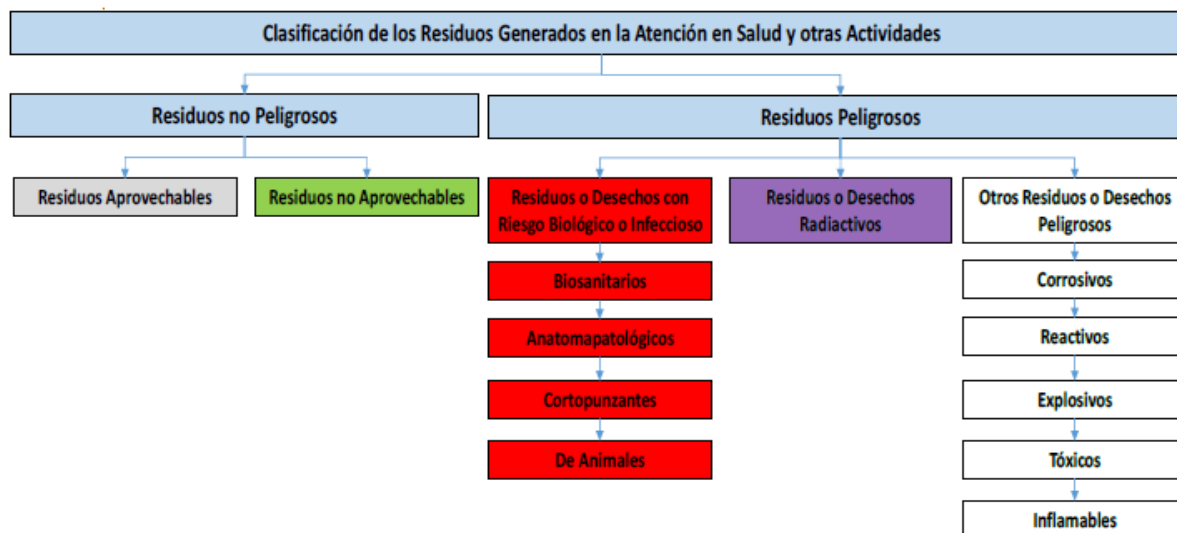 Clasificación de los Residuos Generados en la Atención en Salud y otras Actividades
Residuos no Peligrosos
Residuos Peligrosos
Residuos Aprovechables
Residuos no Aprovechables
Residuos o Desechos con
Riesgo Biológico o Infeccioso
Residuos o Desechos
Radiactivos
Otros Residuos o Desechos
Peligrosos
Biosanitarios
Anatomapatológicos
Cortopunzantes
De Animales
Corrosivos
Reactivos
Explosivos
Tóxicos
Inflamables